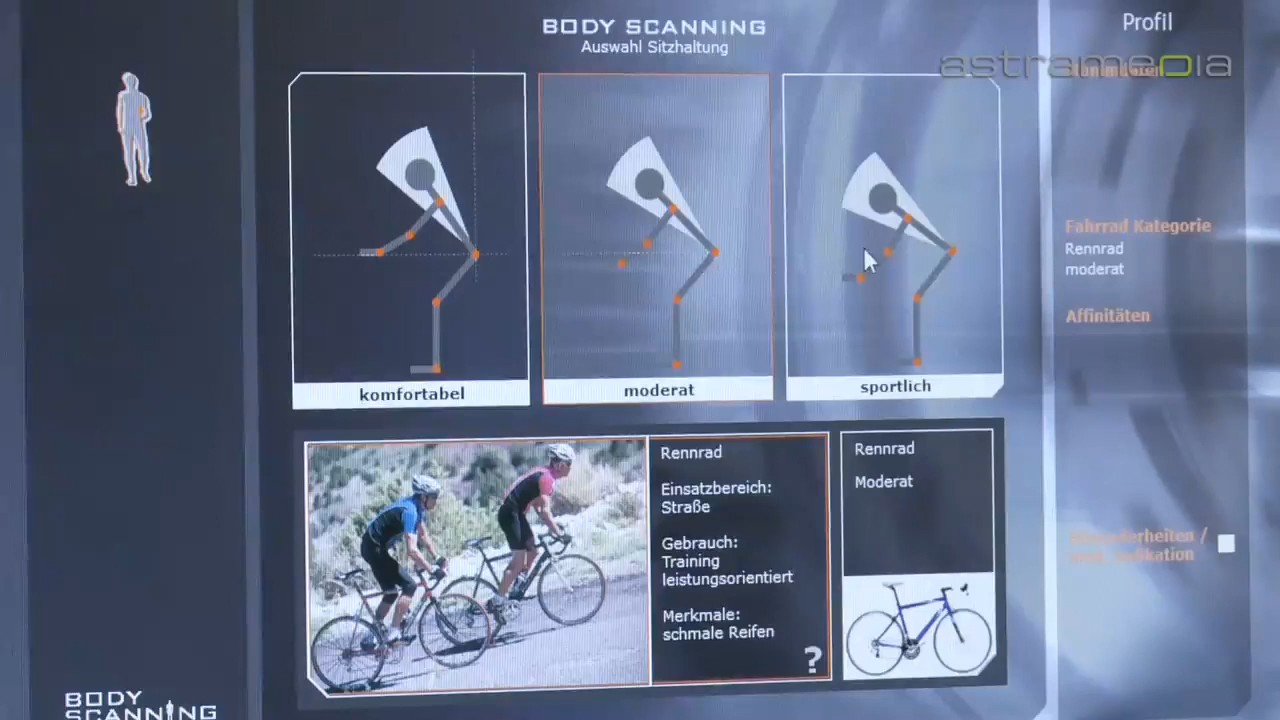 BODY SCANNING
Auswahl Sitzhaltung
Profil
astramedia
komfortabel
moderat
sportlich
Fahrrad Kategorie
Rennrad
moderat
Affinitäten
Rennrad
Einsatzbereich:
Straße
Gebrauch:
Training
leistungsorientiert
Merkmale:
schmale Reifen
?
Rennrad
Moderat
BODY
SCANNING